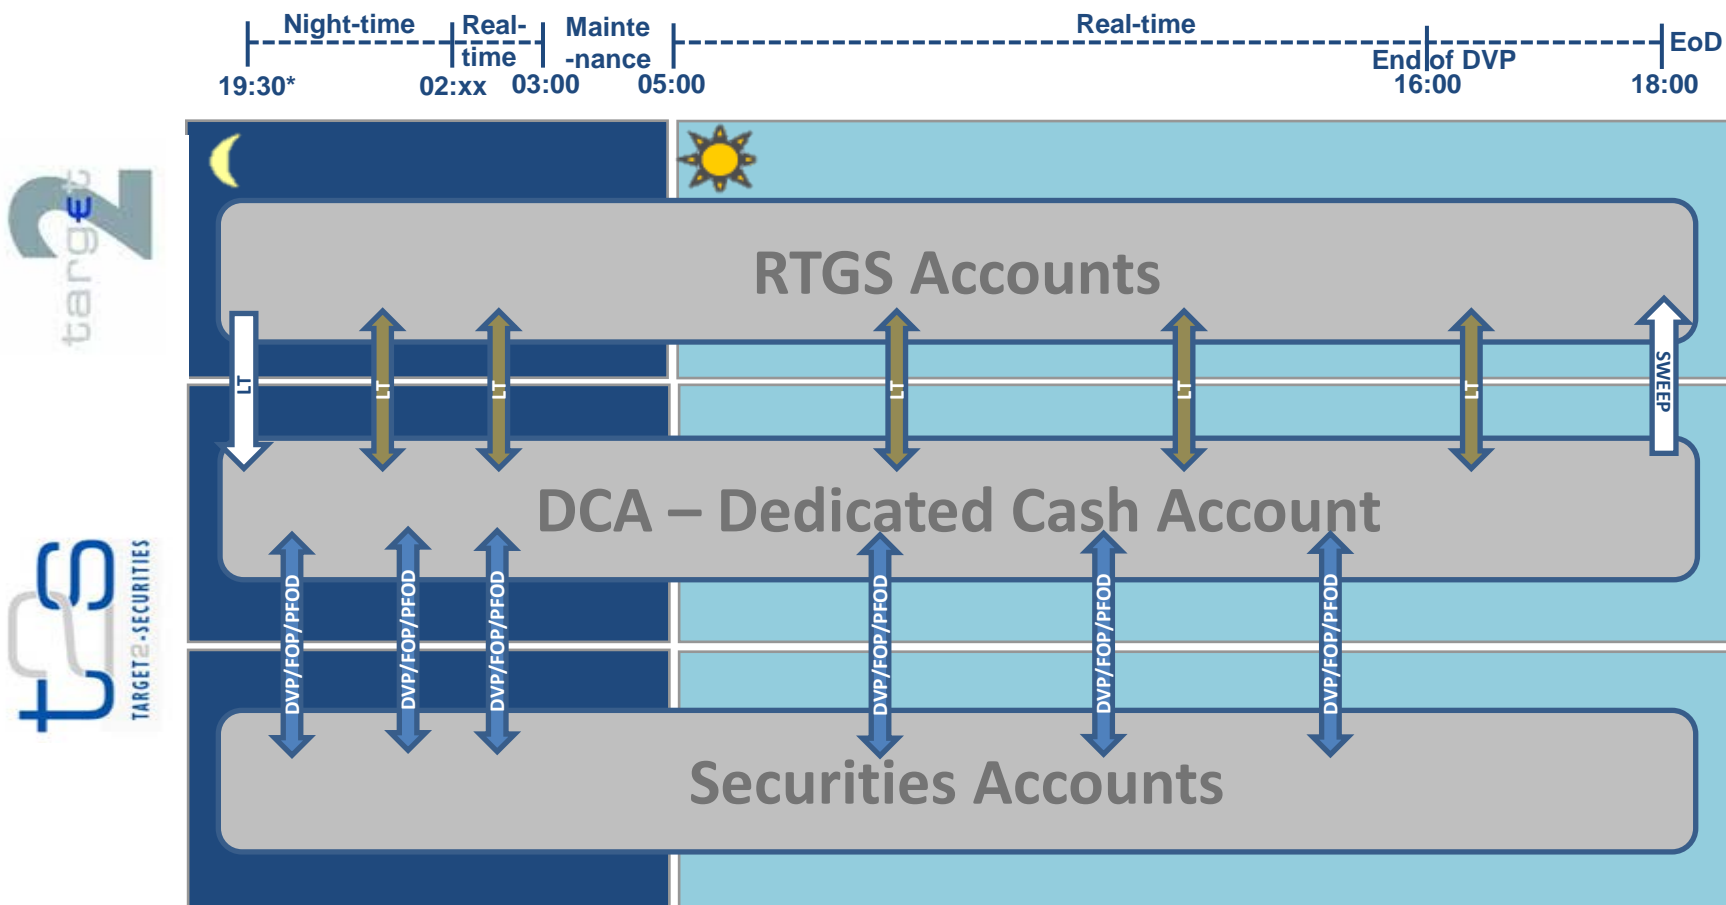 Night-time
Real-
time
Mainte
-nance
Real-time
End of DVP
EoD
19:30*
02:xx
03:00
05:00
16:00
18:00
target
2
RTGS Accounts
LT
LT
LT
LT
LT
LT
SWEEP
DCA – Dedicated Cash Account
t2s
TARGET2-SECURITIES
DVP/FOP/PFOD
DVP/FOP/PFOD
DVP/FOP/PFOD
DVP/FOP/PFOD
DVP/FOP/PFOD
DVP/FOP/PFOD
Securities Accounts